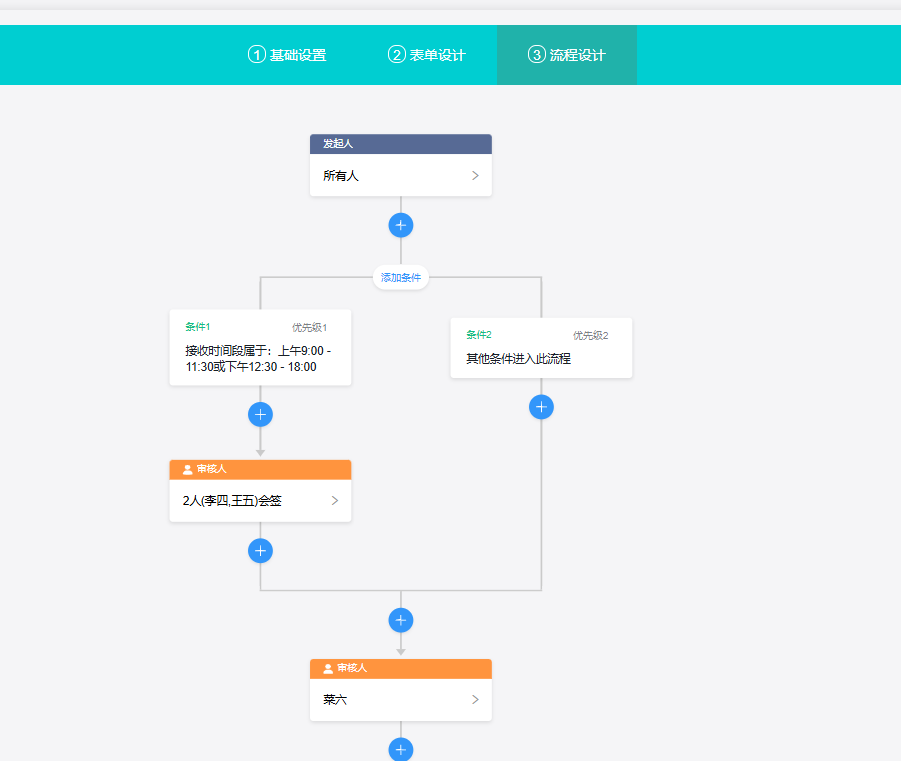 ① 基础设置
② 表单设计
③ 流程设计
发起人
所有人
添加条件
条件1
优先级1
接收时间段属于：上午9:00 -
11:30或下午12:30 - 18:00
条件2
优先级2
其他条件进入此流程
审核人
2人(李四,王五)会签
审核人
菜六